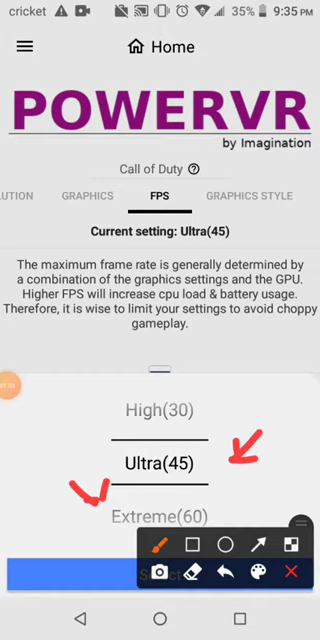 cricket 35% 9:35 PM
Home
POWERVR
by Imagination
Call of Duty
LUTION GRAPHICS FPS GRAPHICS STYLE
Current setting: Ultra(45)
The maximum frame rate is generally determined by
a combination of the graphics settings and the GPU.
Higher FPS will increase cpu load & battery usage.
Therefore, it is wise to limit your settings to avoid choppy
gameplay.
High(30)
Ultra(45)
Extreme(60)